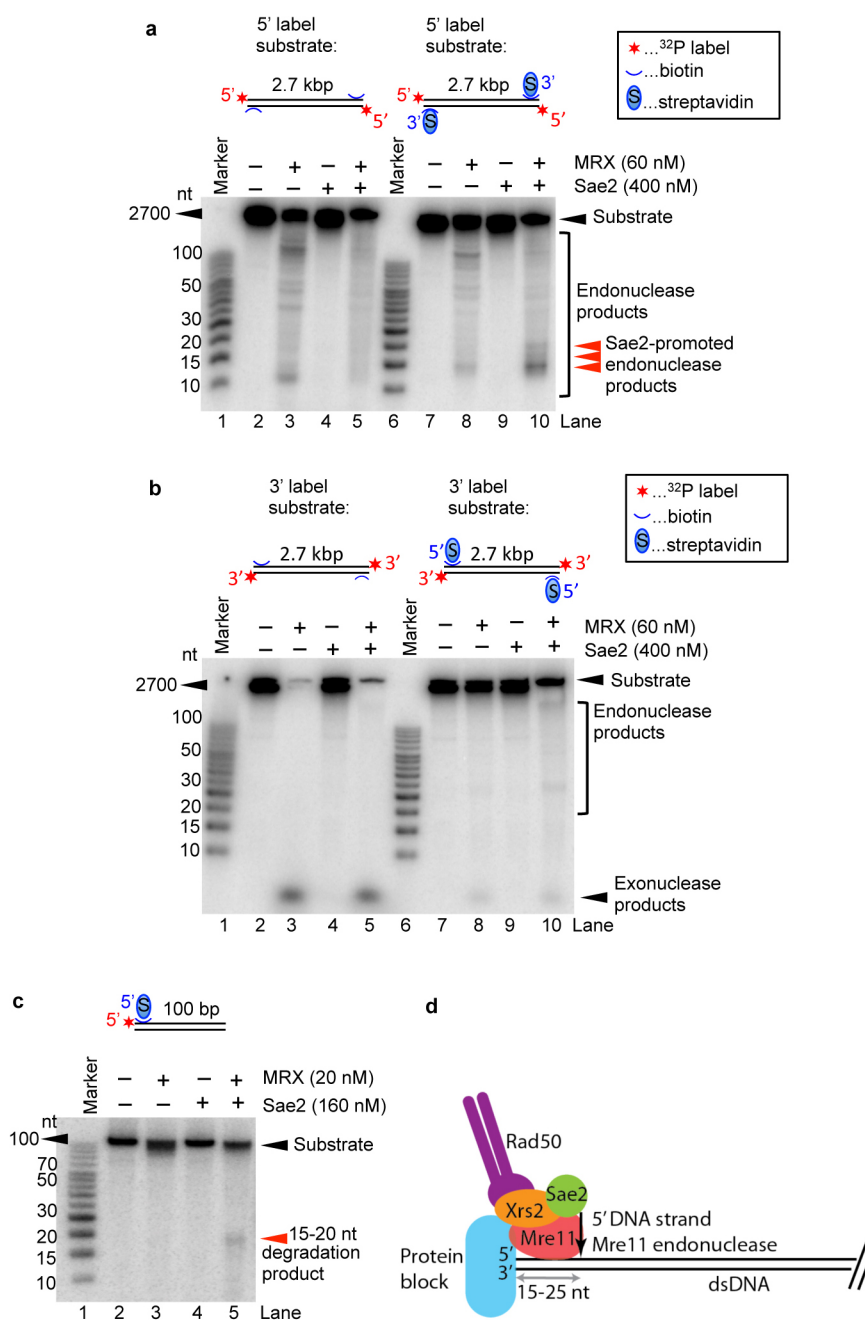 a
5' label
substrate:
5' label
substrate:
★...³²P label
...biotin
S...streptavidin
5' 2.7 kbp 5'
5' 2.7 kbp S 3'
3' S 5'
Marker
– + – + MRX (60 nM)
– – + + Sae2 (400 nM)
Marker
– + – +
– – + +
nt
2700
Substrate
100
50
30
20
15
10
Endonuclease
products
Sae2-promoted
endonuclease
products
1 2 3 4 5 6 7 8 9 10 Lane
b
3' label
substrate:
3' label
substrate:
★...³²P label
...biotin
S...streptavidin
2.7 kbp 3'
3'
5' S 2.7 kbp 3'
3' S 5'
Marker
– + – + MRX (60 nM)
– – + + Sae2 (400 nM)
Marker
– + – +
– – + +
nt
2700
Substrate
100
50
30
20
15
10
Endonuclease
products
Exonuclease
products
1 2 3 4 5 6 7 8 9 10 Lane
c
5' S 100 bp
5'
Marker
– + – + MRX (20 nM)
– – + + Sae2 (160 nM)
nt
100
Substrate
70
50
30
20
15
10
15-20 nt
degradation
product
1 2 3 4 5 Lane
d
Rad50
Sae2
Xrs2
Mre11
5' DNA strand
Mre11 endonuclease
Protein
block
5'
3'
15-25 nt
dsDNA